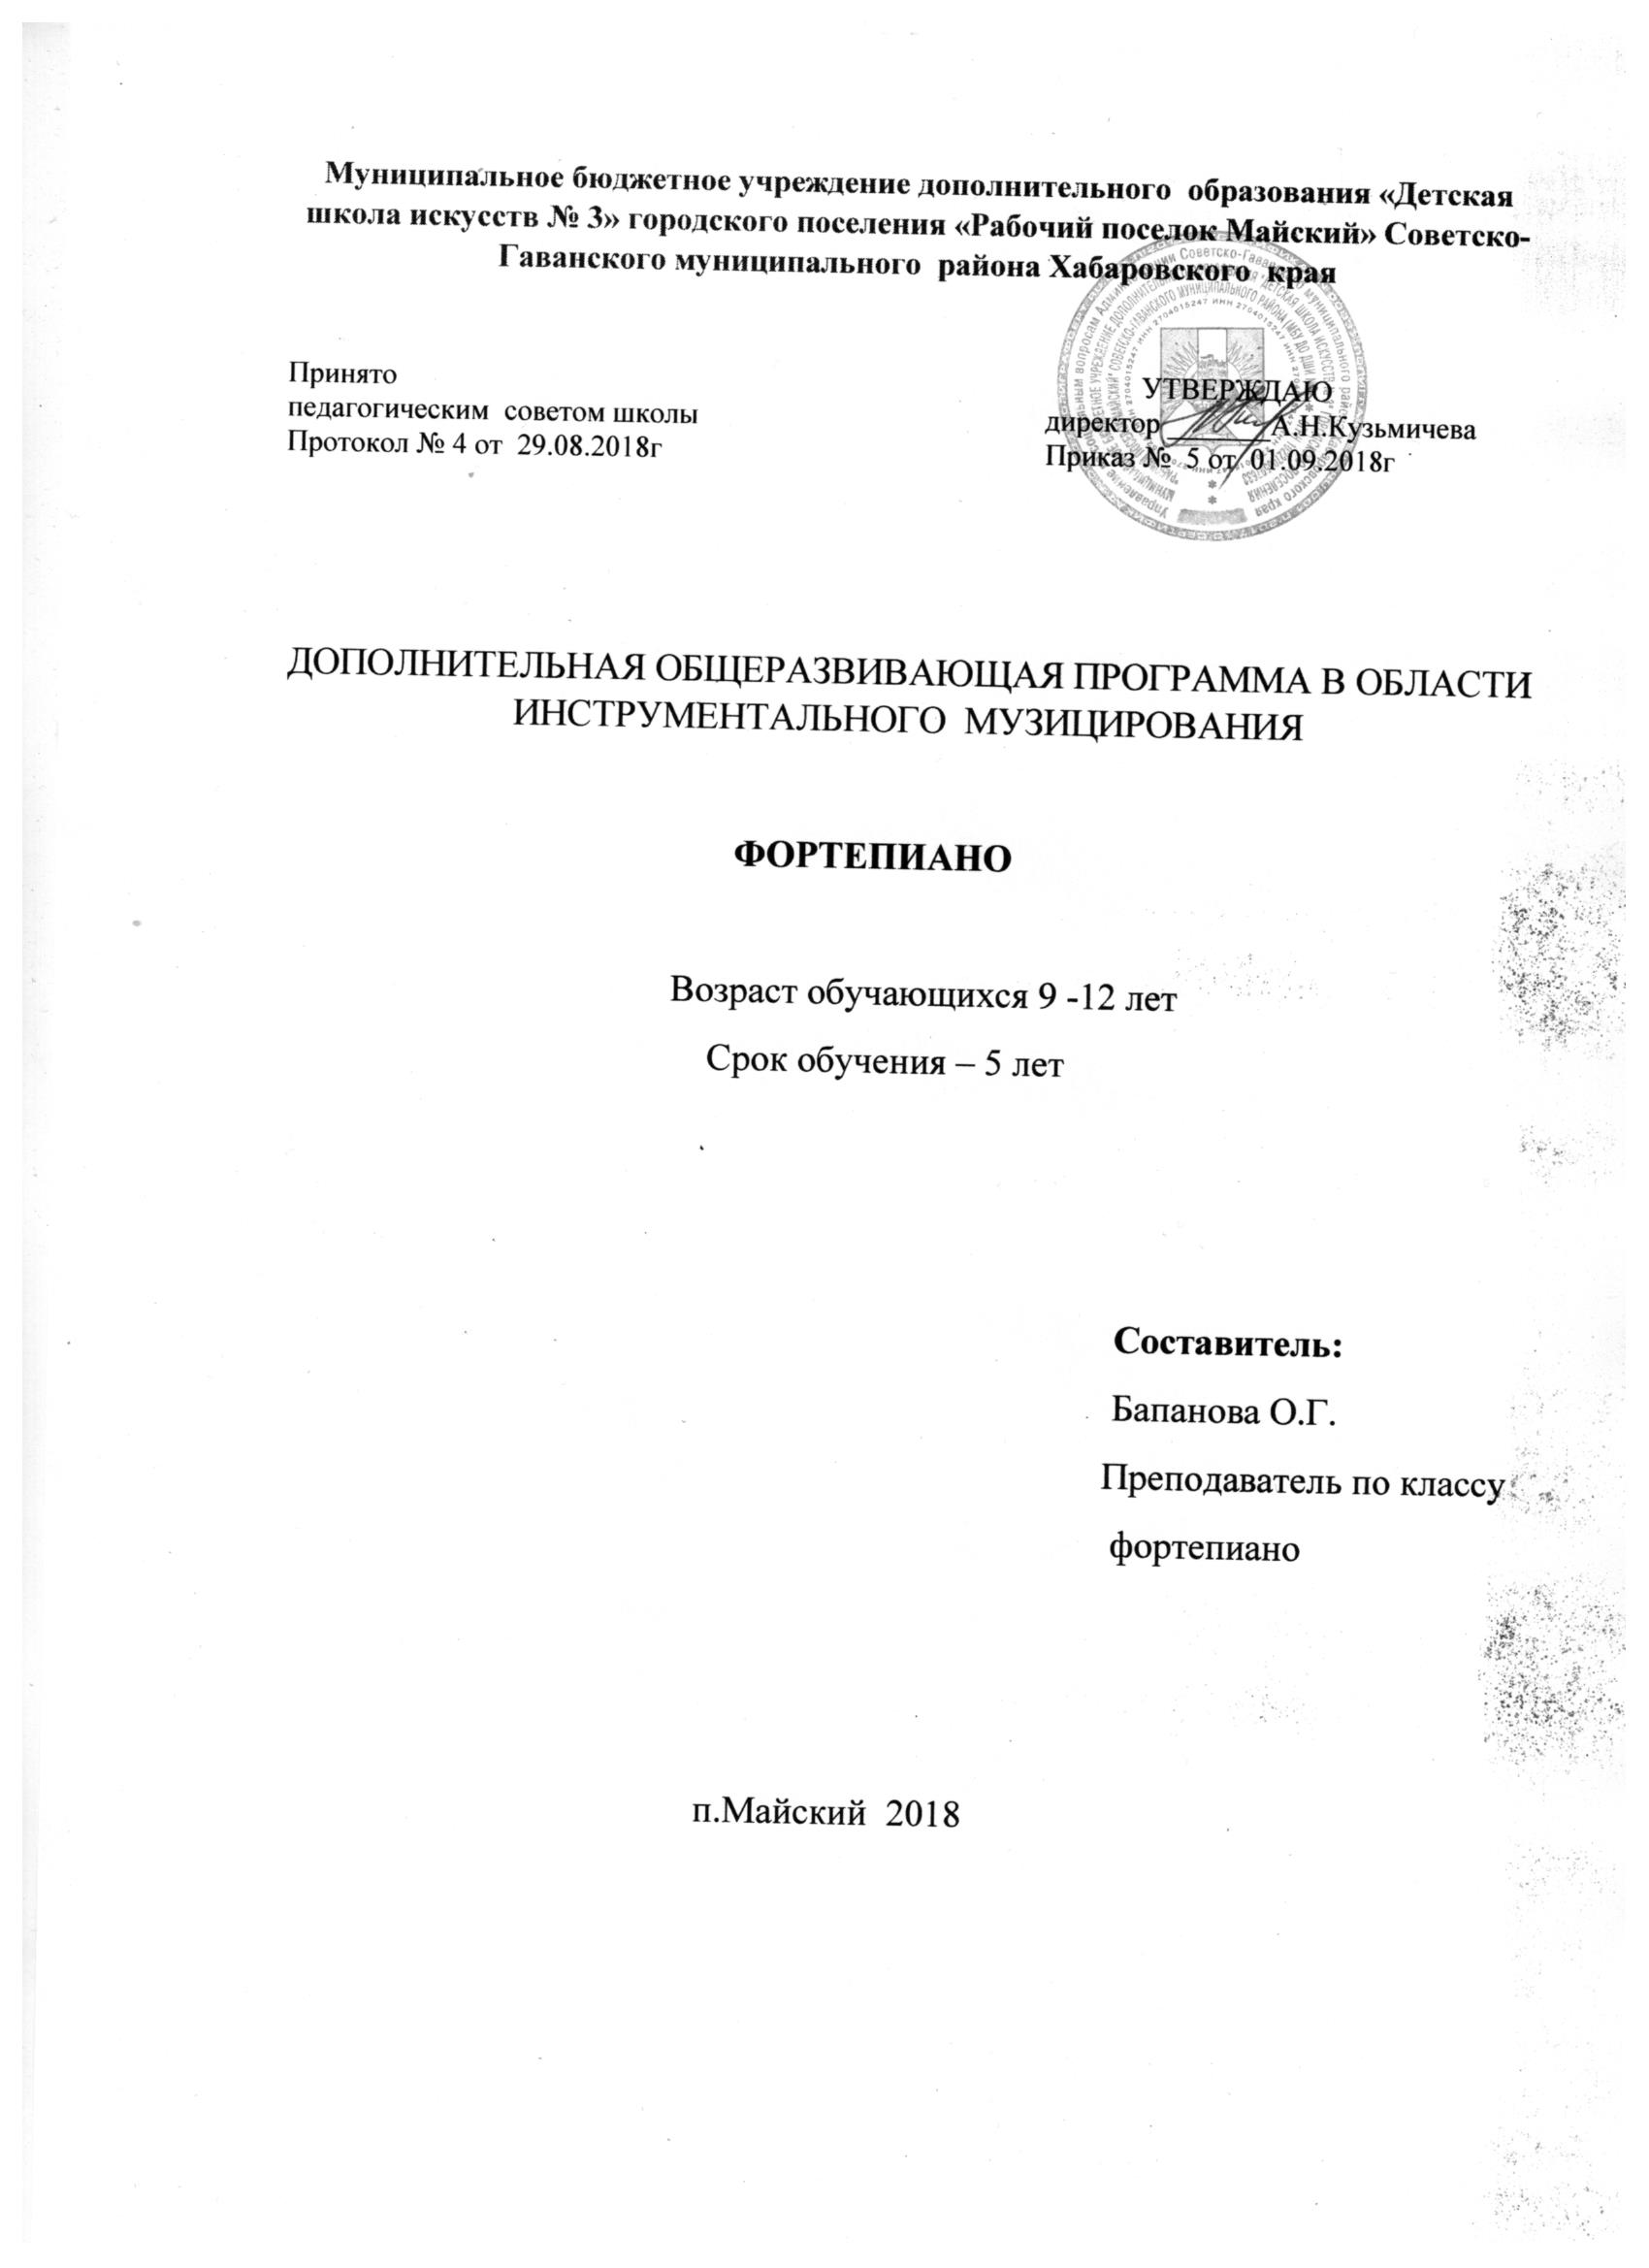 Муниципальное бюджетное учреждение дополнительного образования «Детская
школа искусств № 3» городского поселения «Рабочий поселок Майский» Советско-
Гаванского муниципального района Хабаровского края
Принято
педагогическим советом школы
Протокол № 4 от 29.08.2018г
УТВЕРЖДАЮ
директор_______А.Н.Кузьмичева
Приказ № 5 от 01.09.2018г
ДОПОЛНИТЕЛЬНАЯ ОБЩЕРАЗВИВАЮЩАЯ ПРОГРАММА В ОБЛАСТИ
ИНСТРУМЕНТАЛЬНОГО МУЗИЦИРОВАНИЯ
ФОРТЕПИАНО
Возраст обучающихся 9 -12 лет
Срок обучения – 5 лет
Составитель:
Бапанова О.Г.
Преподаватель по классу
фортепиано
п.Майский 2018